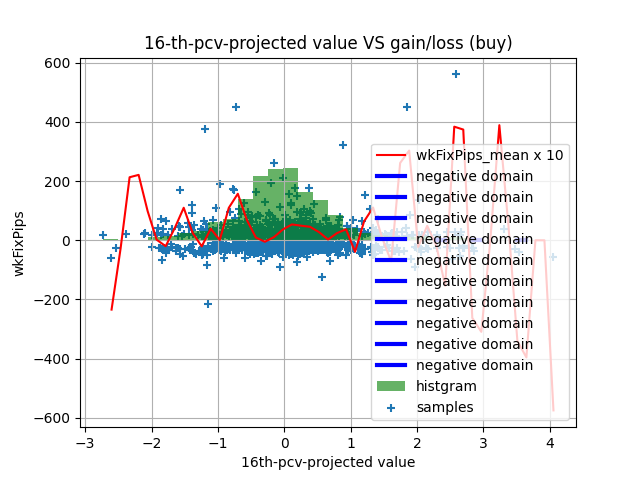 16-th-pcv-projected value VS gain/loss (buy)
600
400
200
0
−200
−400
−600
wkFixPips
−3
−2
−1
0
1
2
3
4
16th-pcv-projected value
wkFixPips_mean x 10
negative domain
negative domain
negative domain
negative domain
negative domain
negative domain
negative domain
negative domain
negative domain
negative domain
histgram
samples